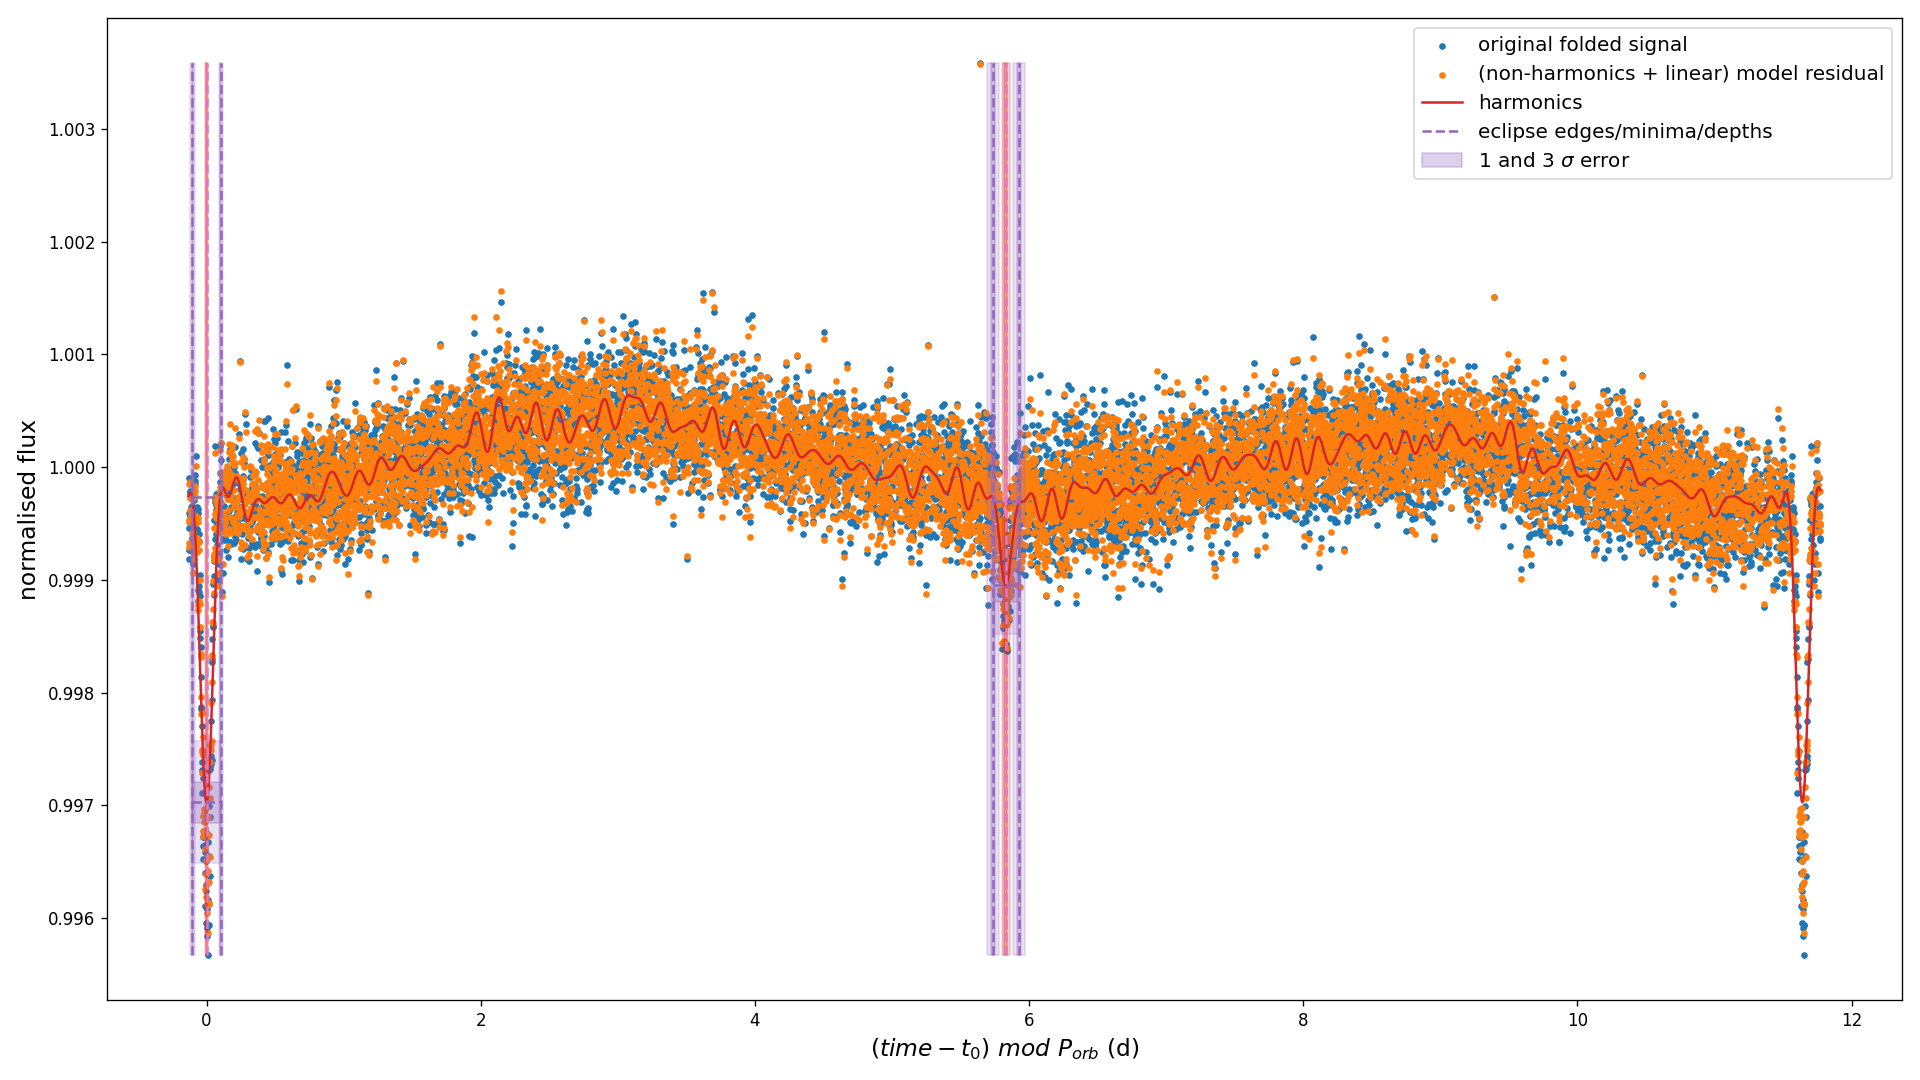 original folded signal
(non-harmonics + linear) model residual
harmonics
eclipse edges/minima/depths
1 and 3 σ error
normalised flux
1.003
1.002
1.001
1.000
0.999
0.998
0.997
0.996
0 2 4 6 8 10 12
(time − t₀) mod Pₒᵣᵦ (d)